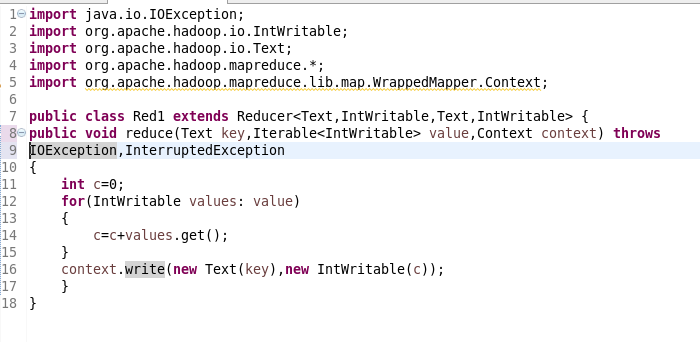 1 import java.io.IOException;
2 import org.apache.hadoop.io.IntWritable;
3 import org.apache.hadoop.io.Text;
4 import org.apache.hadoop.mapreduce.*;
5 import org.apache.hadoop.mapreduce.lib.map.WrappedMapper.Context;
6
7 public class Red1 extends Reducer<Text,IntWritable,Text,IntWritable> {
8 public void reduce(Text key,Iterable<IntWritable> value,Context context) throws
9 IOException,InterruptedException
10 {
11     int c=0;
12     for(IntWritable values: value)
13     {
14         c=c+values.get();
15     }
16     context.write(new Text(key),new IntWritable(c));
17     }
18 }